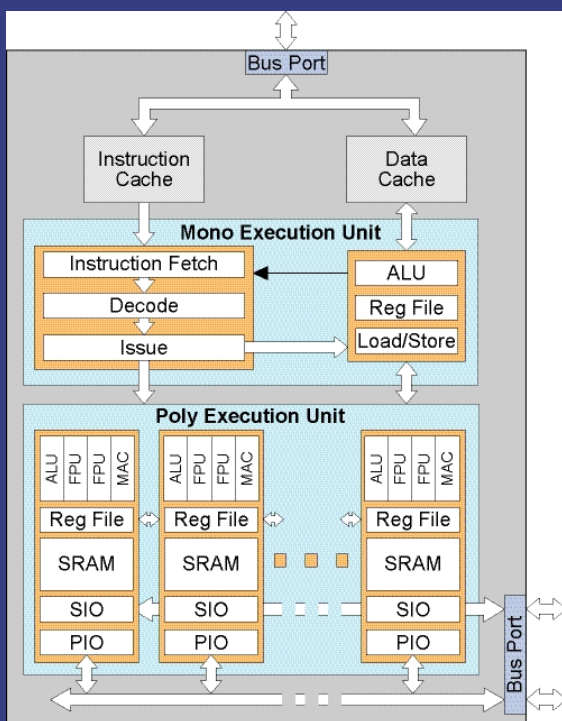 Bus Port
Instruction
Cache
Data
Cache
Mono Execution Unit
Instruction Fetch
Decode
Issue
ALU
Reg File
Load/Store
Poly Execution Unit
ALU
FPU
FPU
MAC
Reg File
SRAM
SIO
PIO
ALU
FPU
FPU
MAC
Reg File
SRAM
SIO
PIO
ALU
FPU
FPU
MAC
Reg File
SRAM
SIO
PIO
Bus Port